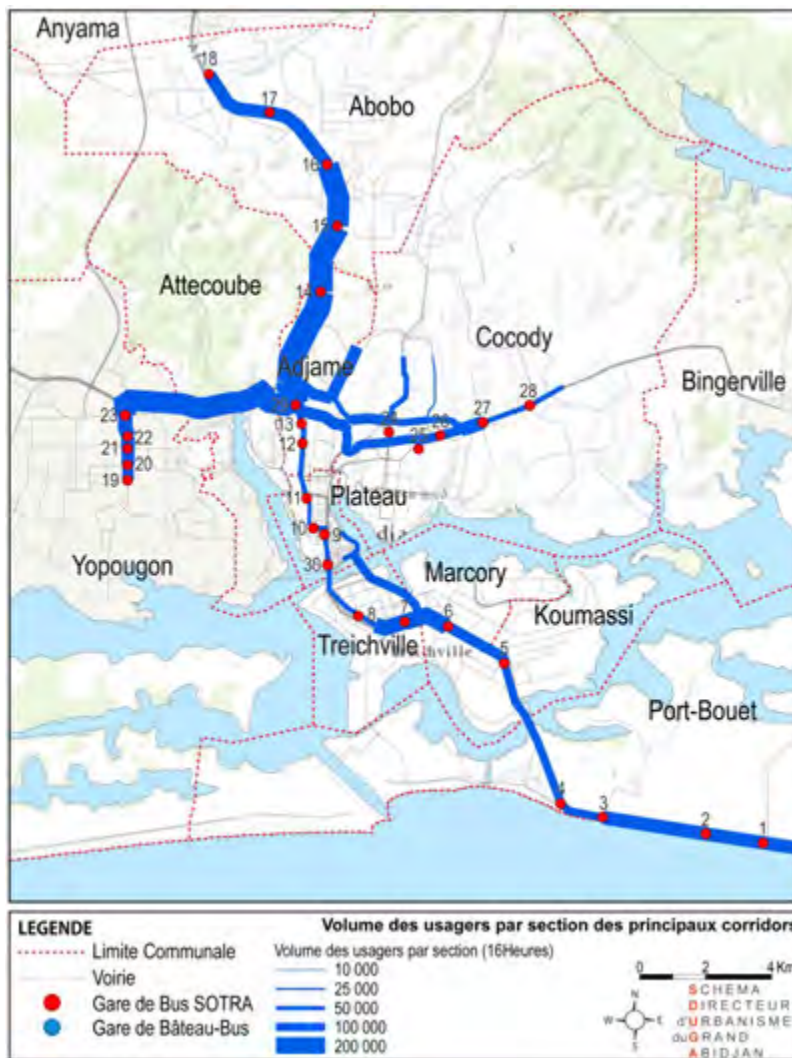 Anyama
18
17
Abobo
16
15
Attecoube
14
Adjame
Cocody
Bingerville
28
27
26
25
23
22
21
20
19
13
12
11
Plateau
10
9
30
Yopougon
Marcory
Koumassi
8
7
6
5
Treichville
Port-Bouet
4
3
2
1
LEGENDE
Limite Communale
Voirie
Gare de Bus SOTRA
Gare de Bâteau-Bus
Volume des usagers par section des principaux corridors
Volume des usagers par section (16Heures)
10 000
25 000
50 000
100 000
200 000
0 2 4 Km
N
W E
S
SCHEMA
DIRECTEUR
d'URBANISME
du GRAND
ABIDJAN